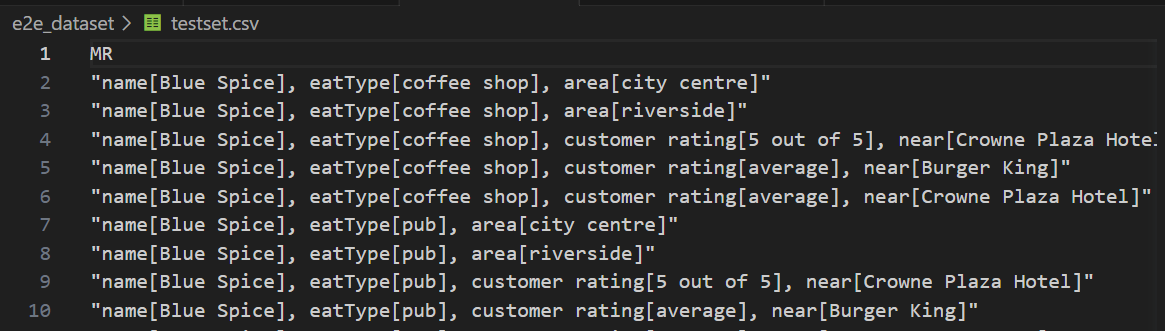 e2e_dataset > testset.csv
1 MR
2 "name[Blue Spice], eatType[coffee shop], area[city centre]"
3 "name[Blue Spice], eatType[coffee shop], area[riverside]"
4 "name[Blue Spice], eatType[coffee shop], customer rating[5 out of 5], near[Crowne Plaza Hotel
5 "name[Blue Spice], eatType[coffee shop], customer rating[average], near[Burger King]"
6 "name[Blue Spice], eatType[coffee shop], customer rating[average], near[Crowne Plaza Hotel]"
7 "name[Blue Spice], eatType[pub], area[city centre]"
8 "name[Blue Spice], eatType[pub], area[riverside]"
9 "name[Blue Spice], eatType[pub], customer rating[5 out of 5], near[Crowne Plaza Hotel]"
10 "name[Blue Spice], eatType[pub], customer rating[average], near[Burger King]"